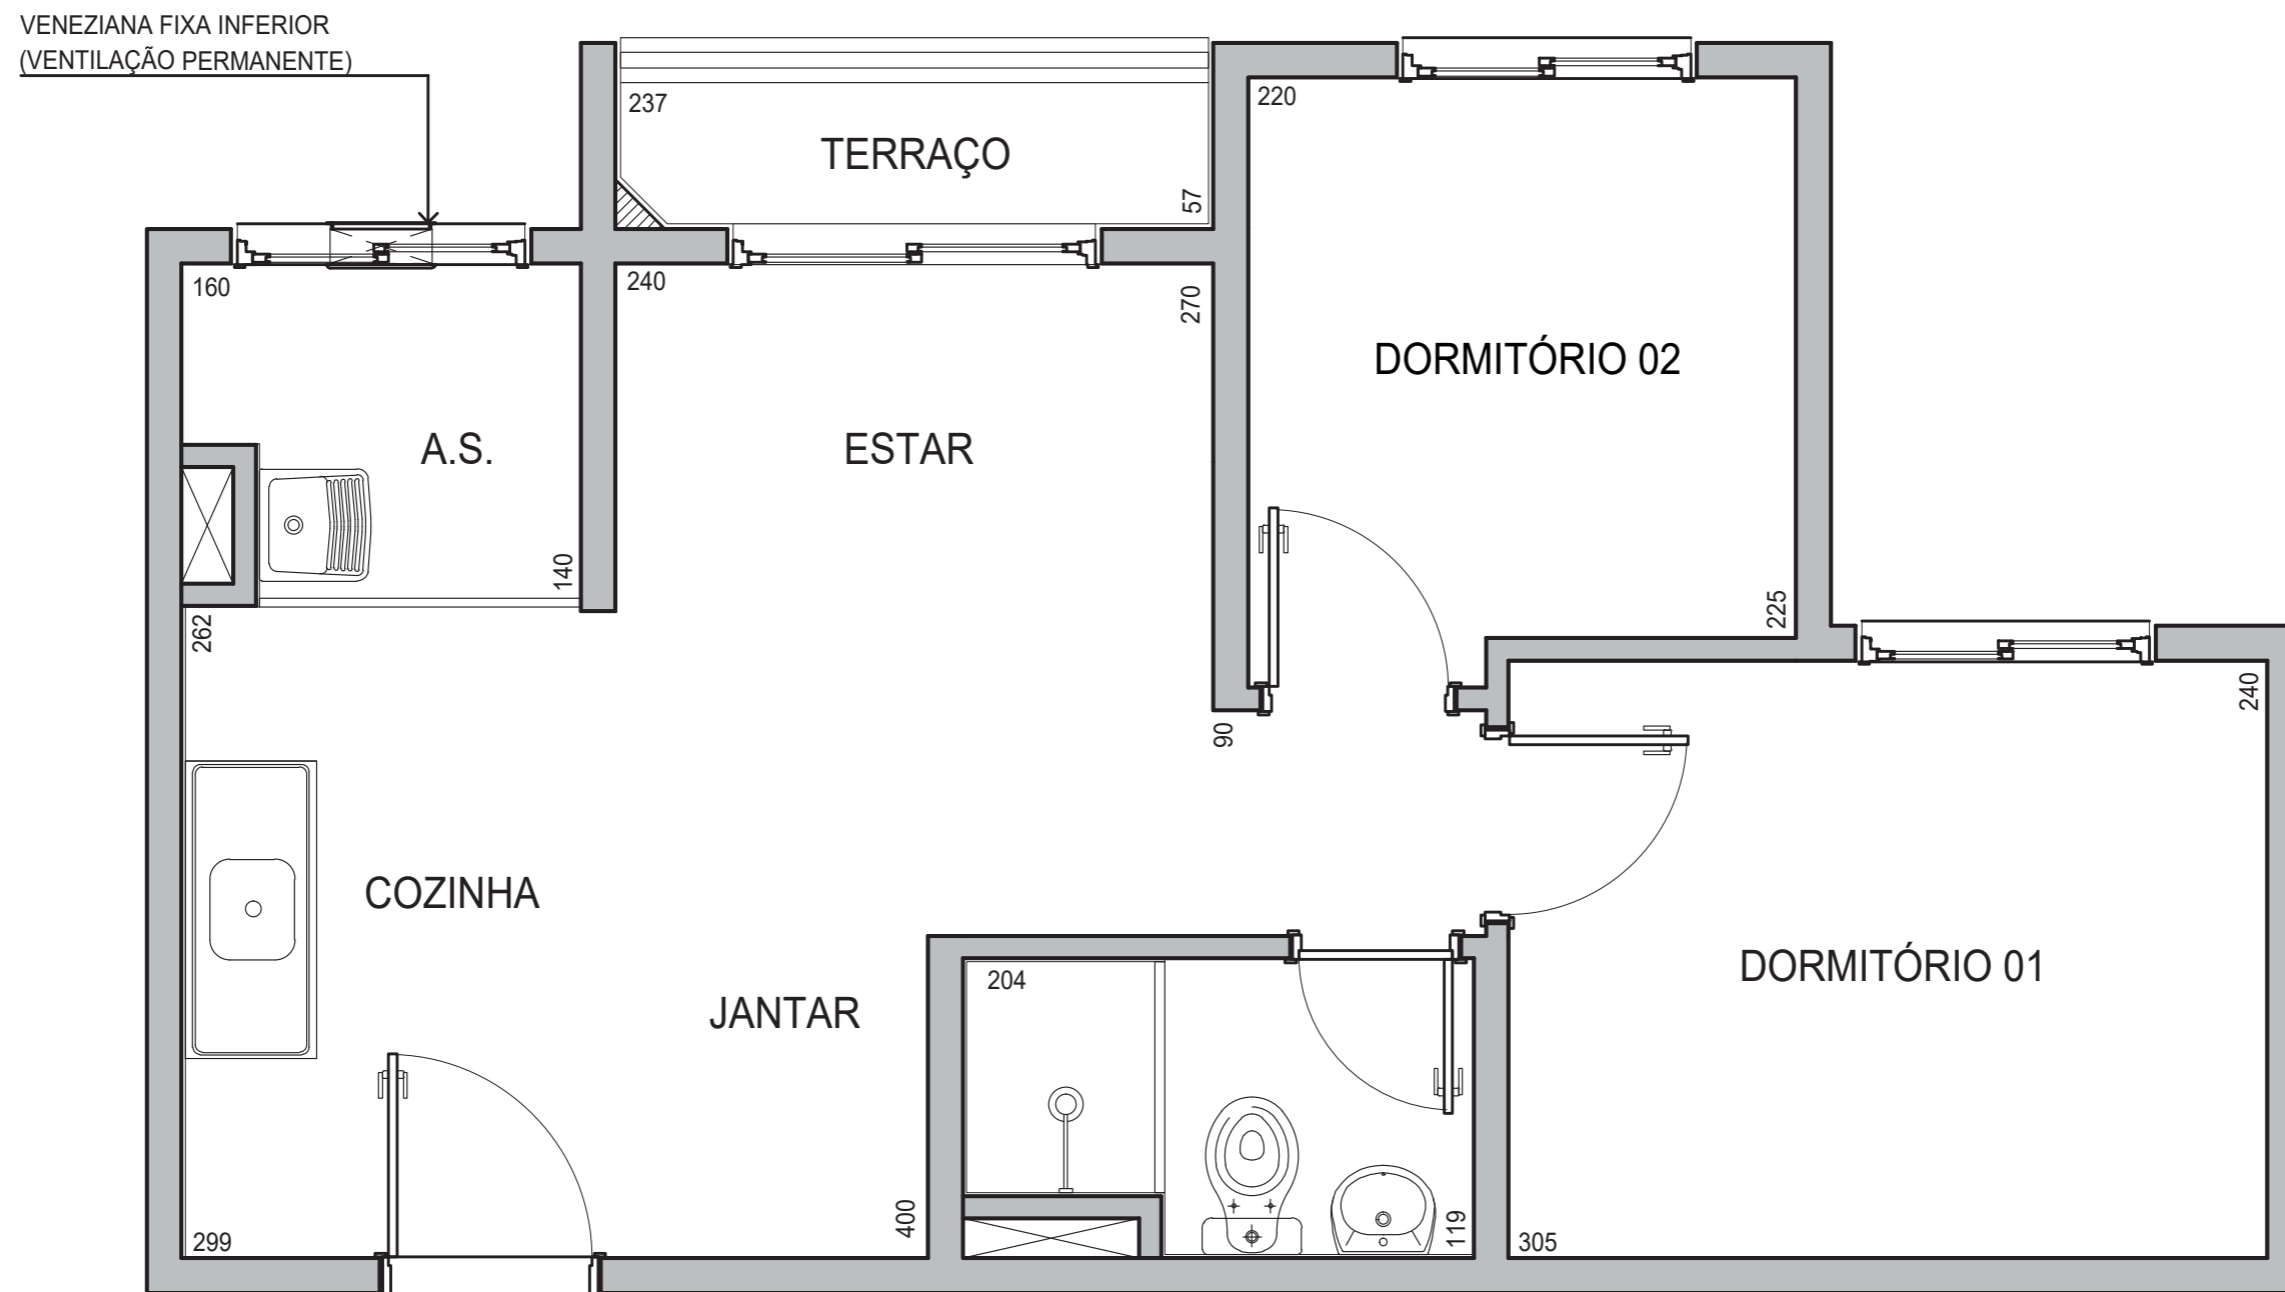 VENEZIANA FIXA INFERIOR
(VENTILAÇÃO PERMANENTE)
237
TERRAÇO
57
220
DORMITÓRIO 02
225
160
A.S.
140
240
ESTAR
270
262
90
240
COZINHA
JANTAR
204
DORMITÓRIO 01
299
400
119
305